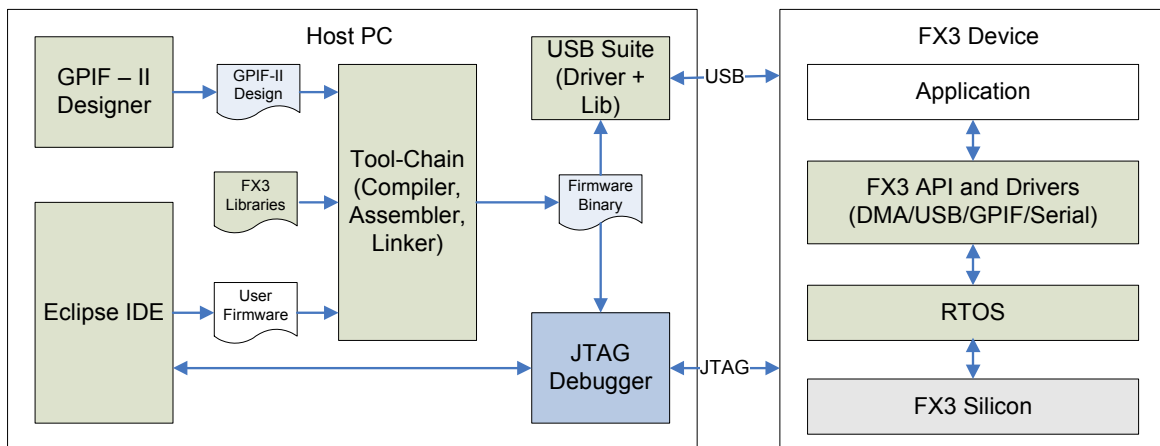 Host PC
GPIF – II
Designer
GPIF-II
Design
FX3
Libraries
Eclipse IDE
User
Firmware
Tool-Chain
(Compiler,
Assembler,
Linker)
Firmware
Binary
USB Suite
(Driver +
Lib)
JTAG
Debugger
USB
JTAG
FX3 Device
Application
FX3 API and Drivers
(DMA/USB/GPIF/Serial)
RTOS
FX3 Silicon